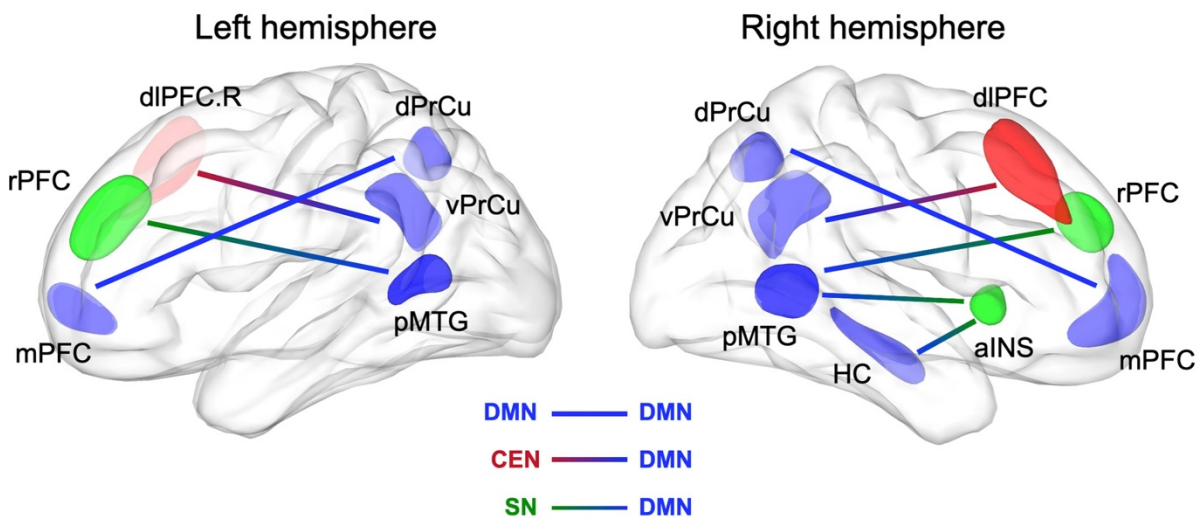 Left hemisphere
dlPFC.R
dPrCu
rPFC
vPrCu
pMTG
mPFC
Right hemisphere
dPrCu
dlPFC
rPFC
vPrCu
pMTG
HC
aINS
mPFC
DMN DMN
CEN DMN
SN DMN